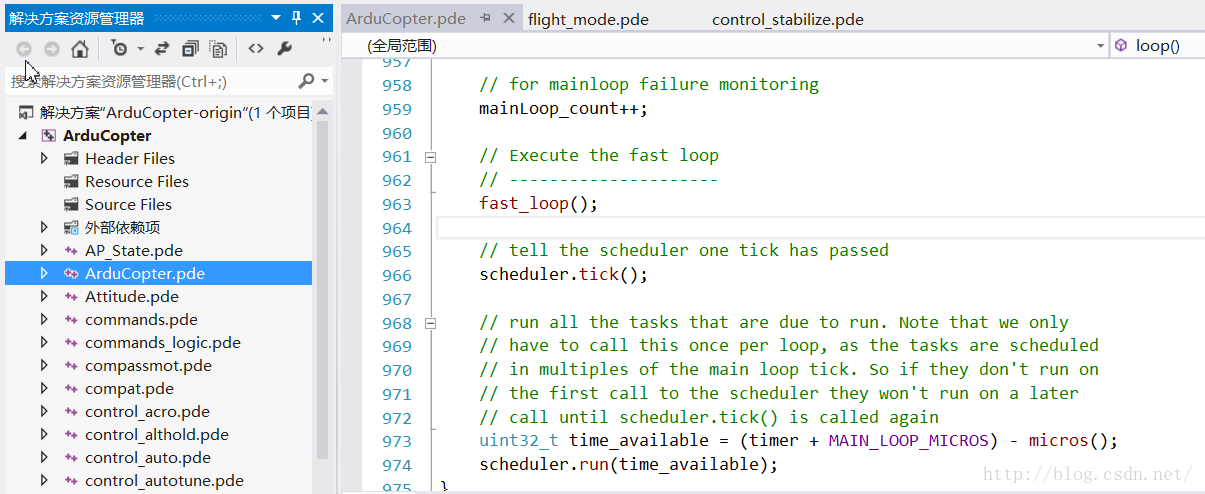 解决方案资源管理器
搜索解决方案资源管理器(Ctrl+;)
解决方案"ArduCopter-origin"(1 个项目)
ArduCopter
Header Files
Resource Files
Source Files
外部依赖项
AP_State.pde
ArduCopter.pde
Attitude.pde
commands.pde
commands_logic.pde
compassmot.pde
compat.pde
control_acro.pde
control_althold.pde
control_auto.pde
control_autotune.pde
ArduCopter.pde flight_mode.pde control_stabilize.pde
(全局范围) loop()
957
958 // for mainloop failure monitoring
959 mainLoop_count++;
960
961 // Execute the fast loop
962 // ---------------------
963 fast_loop();
964
965 // tell the scheduler one tick has passed
966 scheduler.tick();
967
968 // run all the tasks that are due to run. Note that we only
969 // have to call this once per loop, as the tasks are scheduled
970 // in multiples of the main loop tick. So if they don't run on
971 // the first call to the scheduler they won't run on a later
972 // call until scheduler.tick() is called again
973 uint32_t time_available = (timer + MAIN_LOOP_MICROS) - micros();
974 scheduler.run(time_available);
975 }
http://blog.csdn.net/